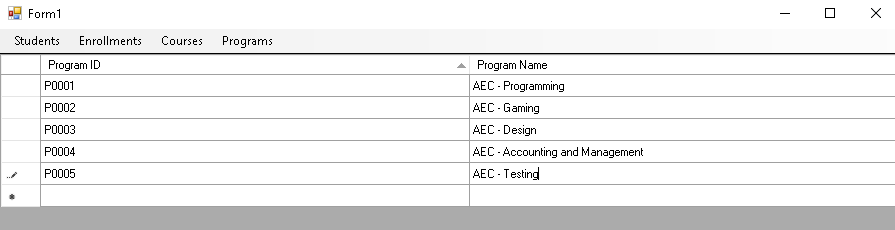 Form1
Students Enrollments Courses Programs
Program ID Program Name
P0001 AEC - Programming
P0002 AEC - Gaming
P0003 AEC - Design
P0004 AEC - Accounting and Management
P0005 AEC - Testing